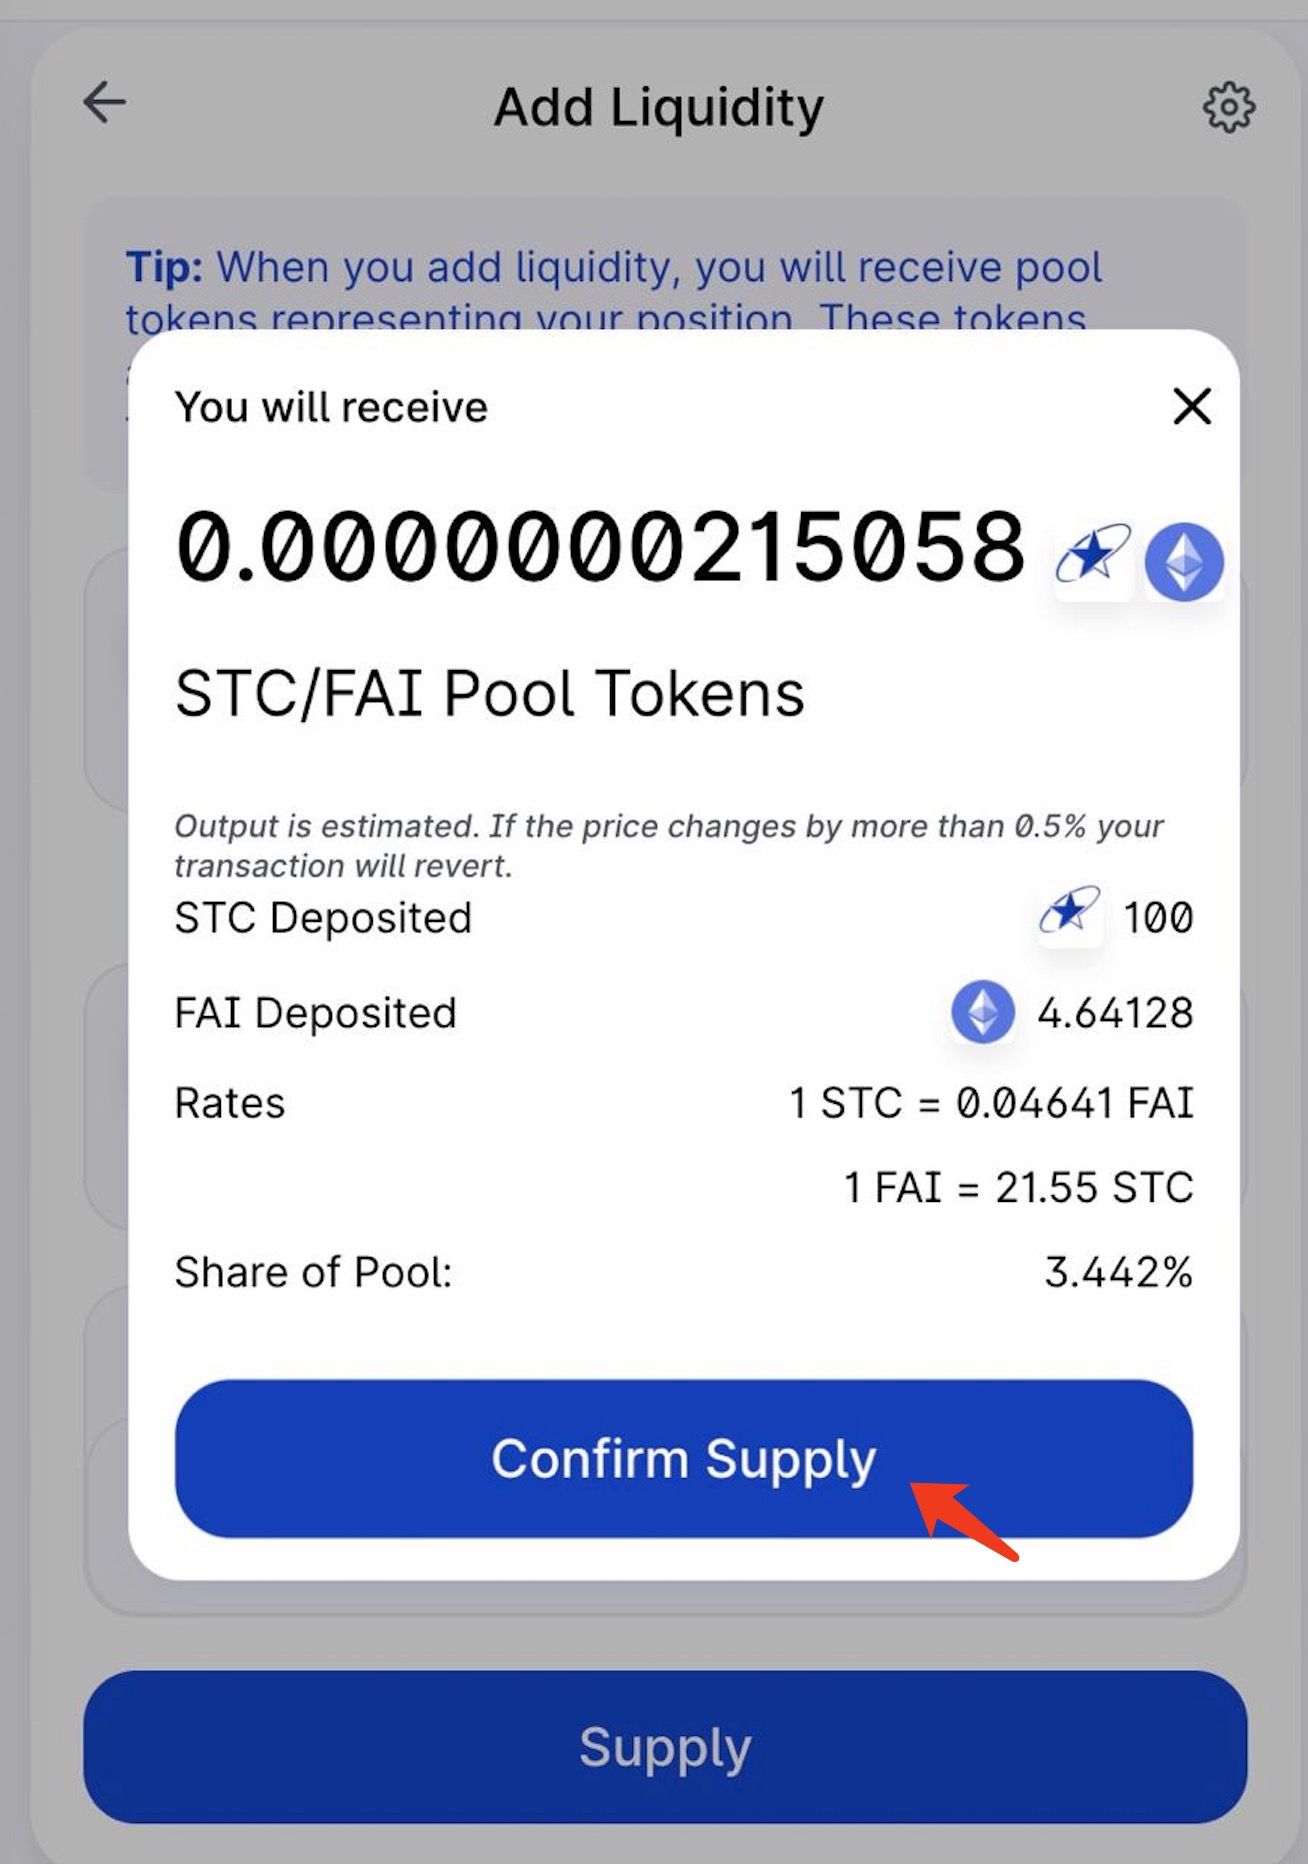 Add Liquidity
Tip: When you add liquidity, you will receive pool
tokens representing your position. These tokens
You will receive
0.0000000215058
STC/FAI Pool Tokens
Output is estimated. If the price changes by more than 0.5% your
transaction will revert.
STC Deposited 100
FAI Deposited 4.64128
Rates 1 STC = 0.04641 FAI
1 FAI = 21.55 STC
Share of Pool: 3.442%
Confirm Supply
Supply